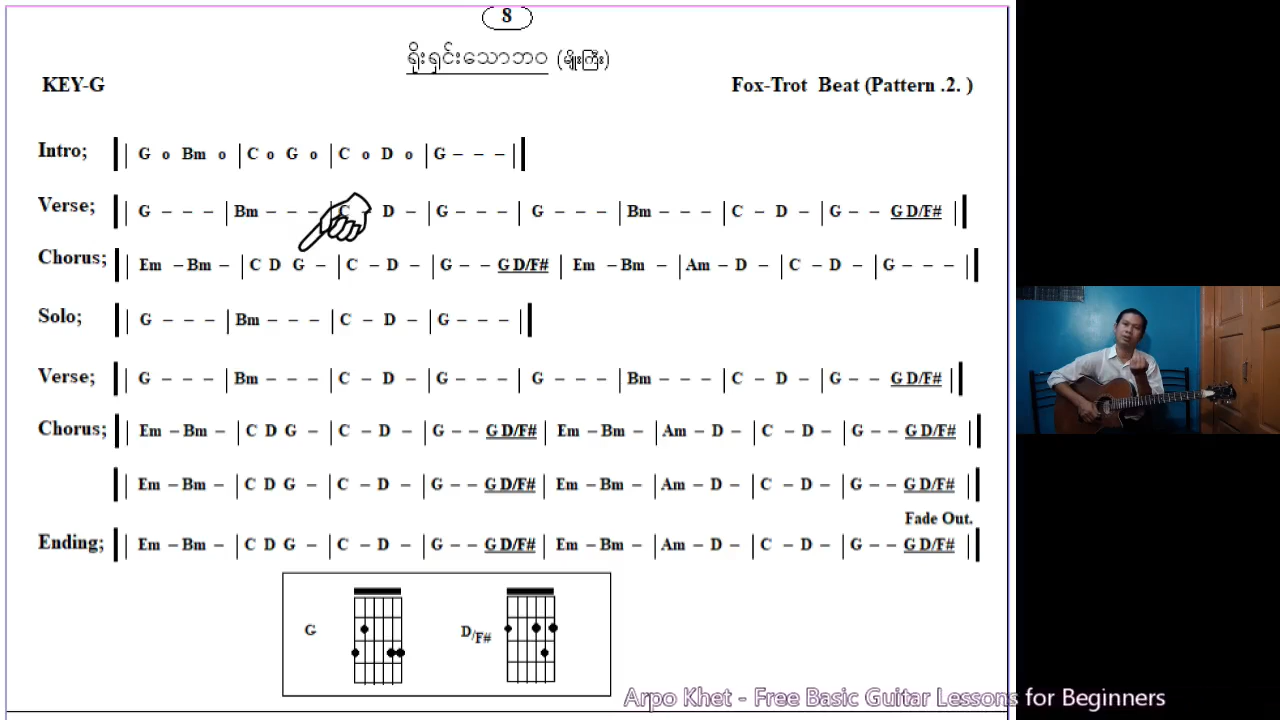 8
ရိုးရှင်းသောဘဝ (မျိုးကြီး)
KEY-G Fox-Trot Beat (Pattern .2. )
Intro; || G o Bm o | C o G o | C o D o | G – – – ||
Verse; || G – – – | Bm – – – | C D – | G – – – | G – – – | Bm – – – | C – D – | G – – G D/F# ||
Chorus; || Em – Bm – | C D G – | C – D – | G – – G D/F# | Em – Bm – | Am – D – | C – D – | G – – – ||
Solo; || G – – – | Bm – – – | C – D – | G – – – ||
Verse; || G – – – | Bm – – – | C – D – | G – – – | G – – – | Bm – – – | C – D – | G – – G D/F# ||
Chorus; || Em – Bm – | C D G – | C – D – | G – – G D/F# | Em – Bm – | Am – D – | C – D – | G – – G D/F# ||
|| Em – Bm – | C D G – | C – D – | G – – G D/F# | Em – Bm – | Am – D – | C – D – | G – – G D/F# ||
Fade Out.
Ending; || Em – Bm – | C D G – | C – D – | G – – G D/F# | Em – Bm – | Am – D – | C – D – | G – – G D/F# ||
G D/F#
Arpo Khet - Free Basic Guitar Lessons for Beginners